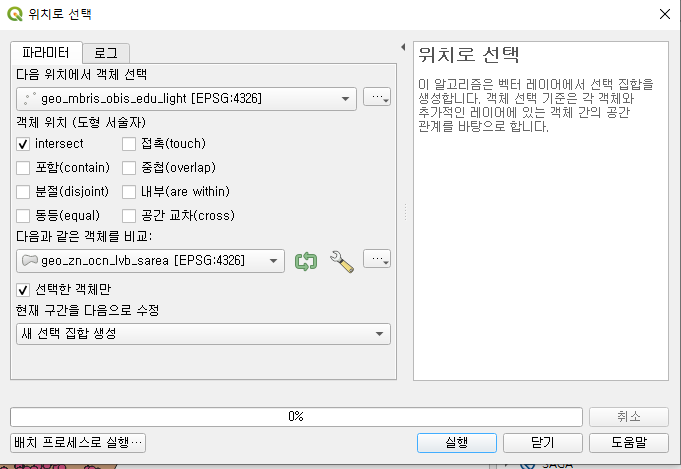 위치로 선택
파라미터
로그
다음 위치에서 객체 선택
geo_mbris_obis_edu_light [EPSG:4326]
...
객체 위치 (도형 서술자)
intersect
접촉(touch)
포함(contain)
중첩(overlap)
분절(disjoint)
내부(are within)
동등(equal)
공간 교차(cross)
다음과 같은 객체를 비교:
geo_zn_ocn_lvb_sarea [EPSG:4326]
...
선택한 객체만
현재 구간을 다음으로 수정
새 선택 집합 생성
위치로 선택
이 알고리즘은 벡터 레이어에서 선택 집합을
생성합니다. 객체 선택 기준은 각 객체와
추가적인 레이어에 있는 객체 간의 공간
관계를 바탕으로 합니다.
0%
취소
배치 프로세스로 실행…
실행
닫기
도움말
SAGA